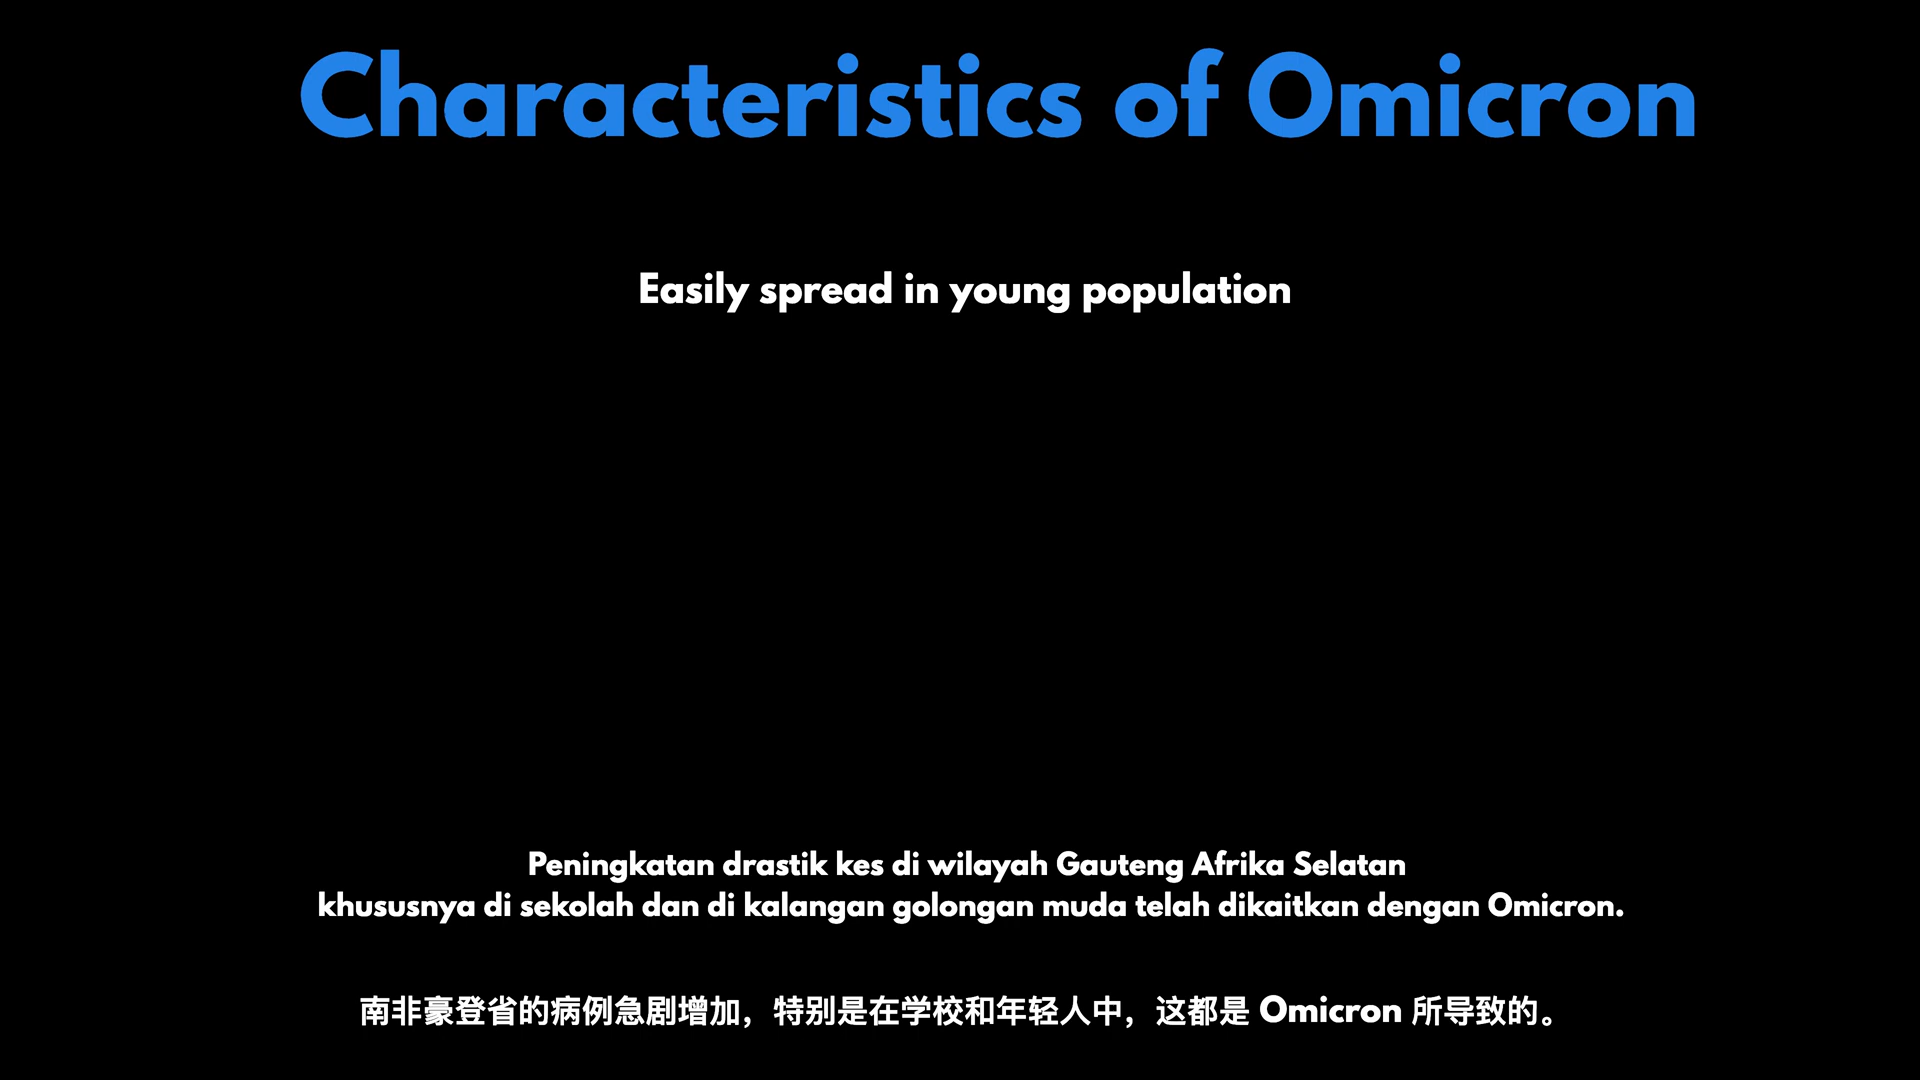 Characteristics of Omicron
Easily spread in young population
Peningkatan drastik kes di wilayah Gauteng Afrika Selatan
khususnya di sekolah dan di kalangan golongan muda telah dikaitkan dengan Omicron.
南非豪登省的病例急剧增加，特别是在学校和年轻人中，这都是 Omicron 所导致的。